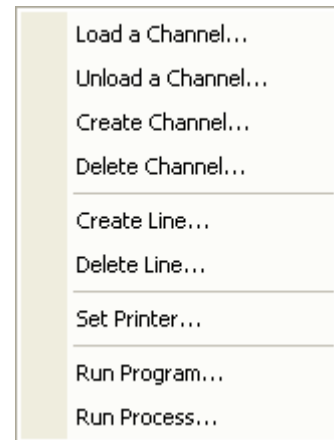 Load a Channel...
Unload a Channel...
Create Channel...
Delete Channel...
Create Line...
Delete Line...
Set Printer...
Run Program...
Run Process...